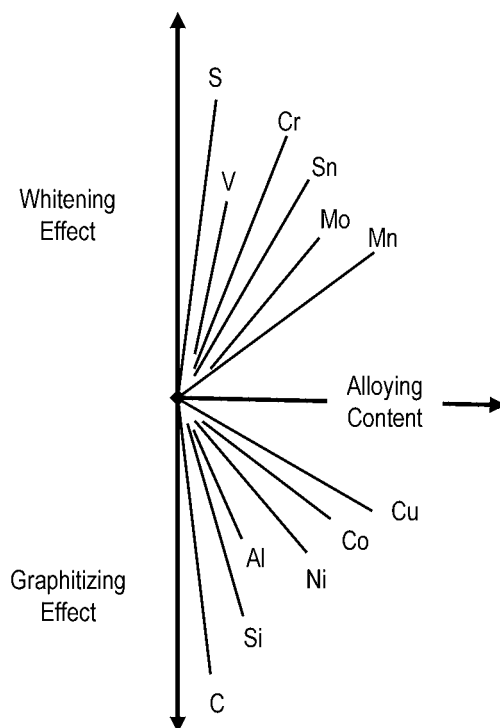 S
Cr
Sn
V
Whitening
Effect
Mo
Mn
Alloying
Content
Cu
Co
Al
Ni
Graphitizing
Effect
Si
C